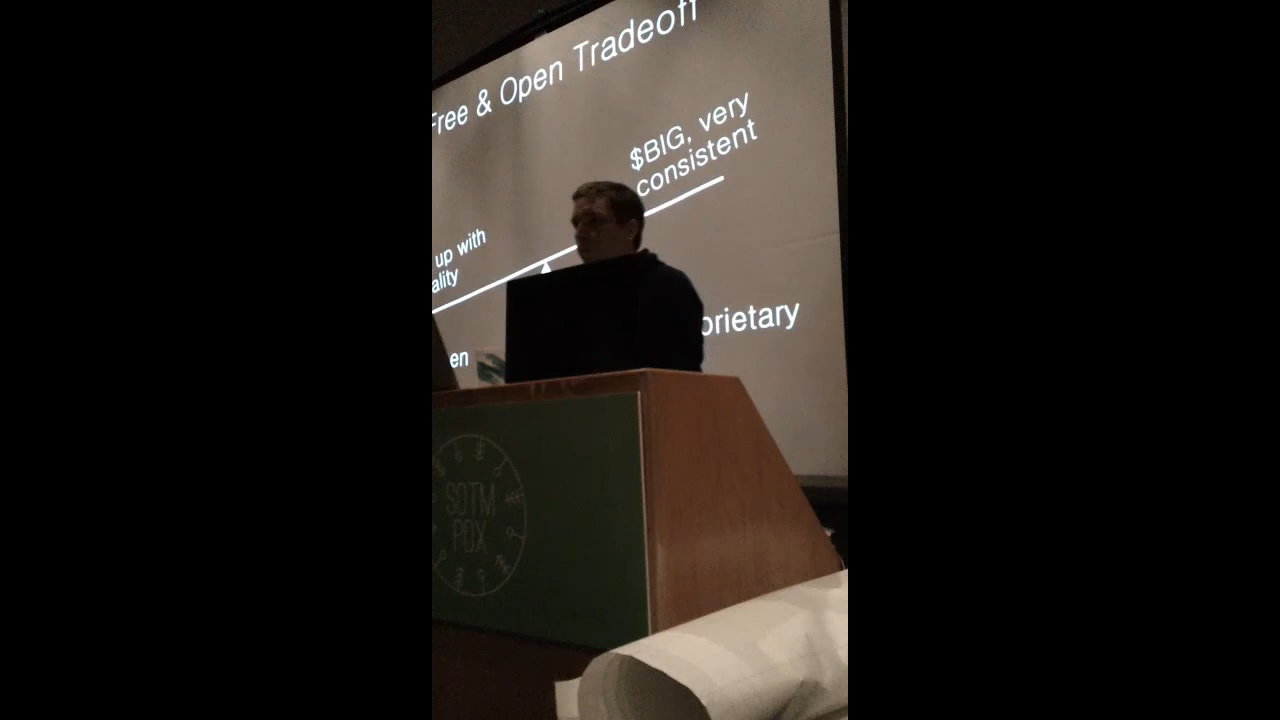 Free & Open Tradeoff
$BIG, very
consistent
up with
ality
prietary
en
SOTM
PDX